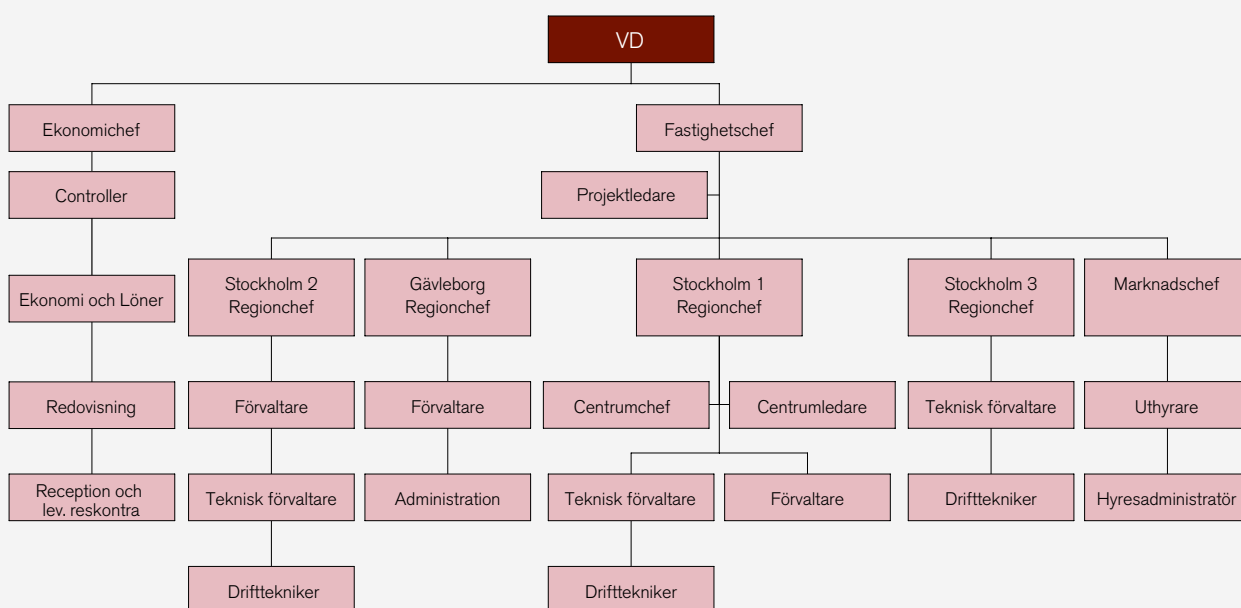 VD
Ekonomichef
Fastighetschef
Controller
Projektledare
Ekonomi och Löner
Stockholm 2
Regionchef
Gävleborg
Regionchef
Stockholm 1
Regionchef
Stockholm 3
Regionchef
Marknadschef
Redovisning
Förvaltare
Förvaltare
Centrumchef
Centrumledare
Teknisk förvaltare
Uthyrare
Reception och
lev. reskontra
Teknisk förvaltare
Administration
Teknisk förvaltare
Förvaltare
Drifttekniker
Hyresadministratör
Drifttekniker
Drifttekniker